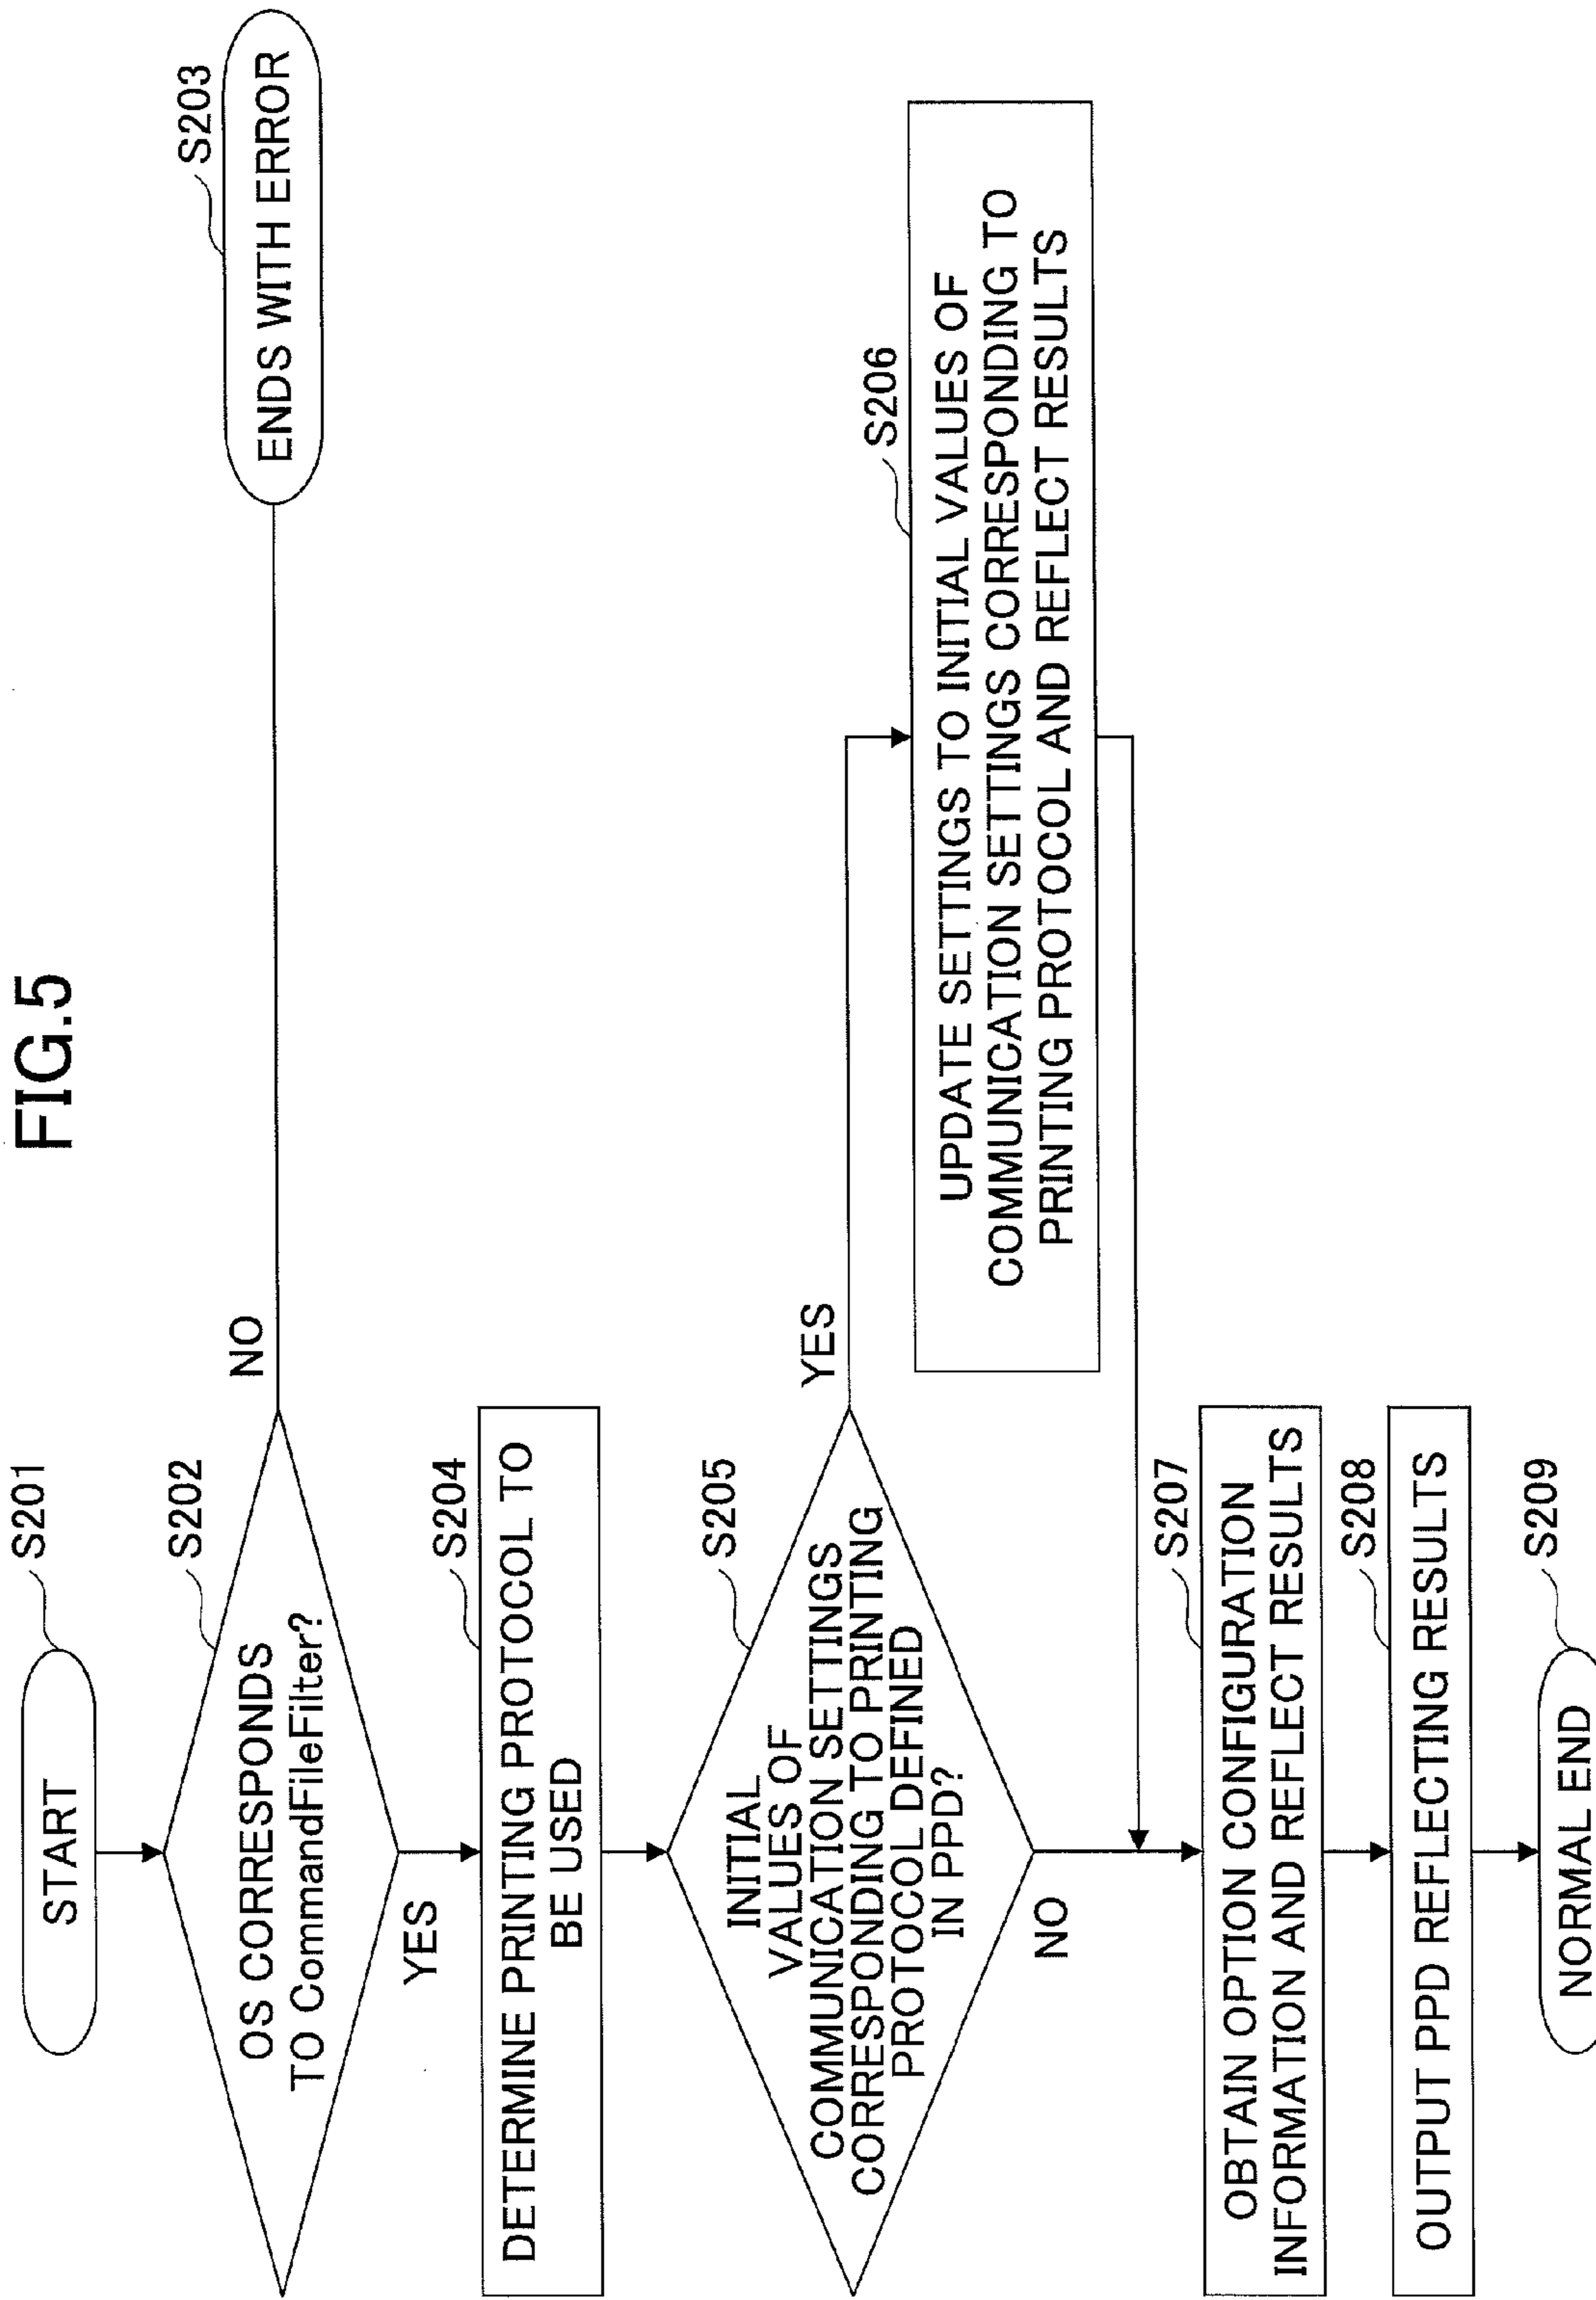 FIG.5
S201
START
S202
OS CORRESPONDS
TO CommandFileFilter?
NO
S203
ENDS WITH ERROR
YES
S204
DETERMINE PRINTING PROTOCOL TO
BE USED
S205
INITIAL
VALUES OF
COMMUNICATION SETTINGS
CORRESPONDING TO PRINTING
PROTOCOL DEFINED
IN PPD?
YES
S206
UPDATE SETTINGS TO INITIAL VALUES OF
COMMUNICATION SETTINGS CORRESPONDING TO
PRINTING PROTOCOL AND REFLECT RESULTS
NO
S207
OBTAIN OPTION CONFIGURATION
INFORMATION AND REFLECT RESULTS
S208
OUTPUT PPD REFLECTING RESULTS
S209
NORMAL END